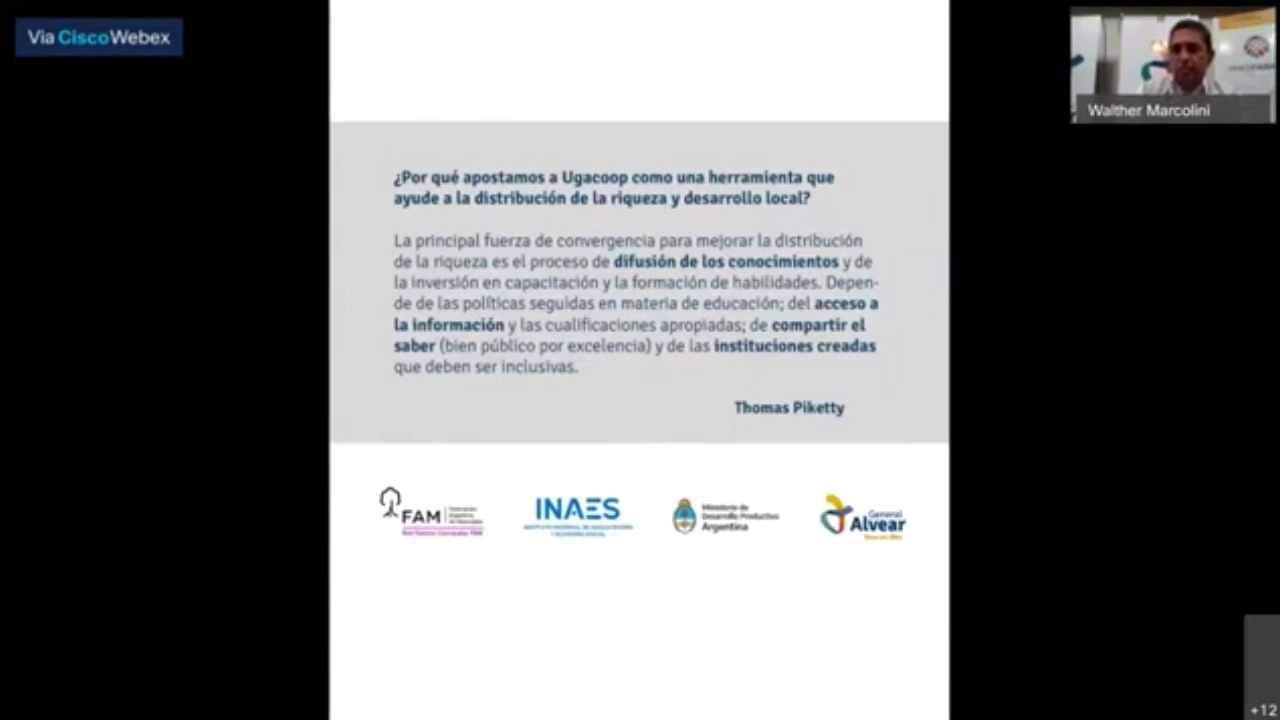 Via CiscoWebex
Walther Marcolini
¿Por qué apostamos a Ugacoop como una herramienta que
ayude a la distribución de la riqueza y desarrollo local?
La principal fuerza de convergencia para mejorar la distribución
de la riqueza es el proceso de difusión de los conocimientos y de
la inversión en capacitación y la formación de habilidades. Depen-
de de las políticas seguidas en materia de educación; del acceso a
la información y las cualificaciones apropiadas; de compartir el
saber (bien público por excelencia) y de las instituciones creadas
que deben ser inclusivas.
Thomas Piketty
FAM
INAES
Ministerio de
Desarrollo Productivo
Argentina
General
Alvear
+12